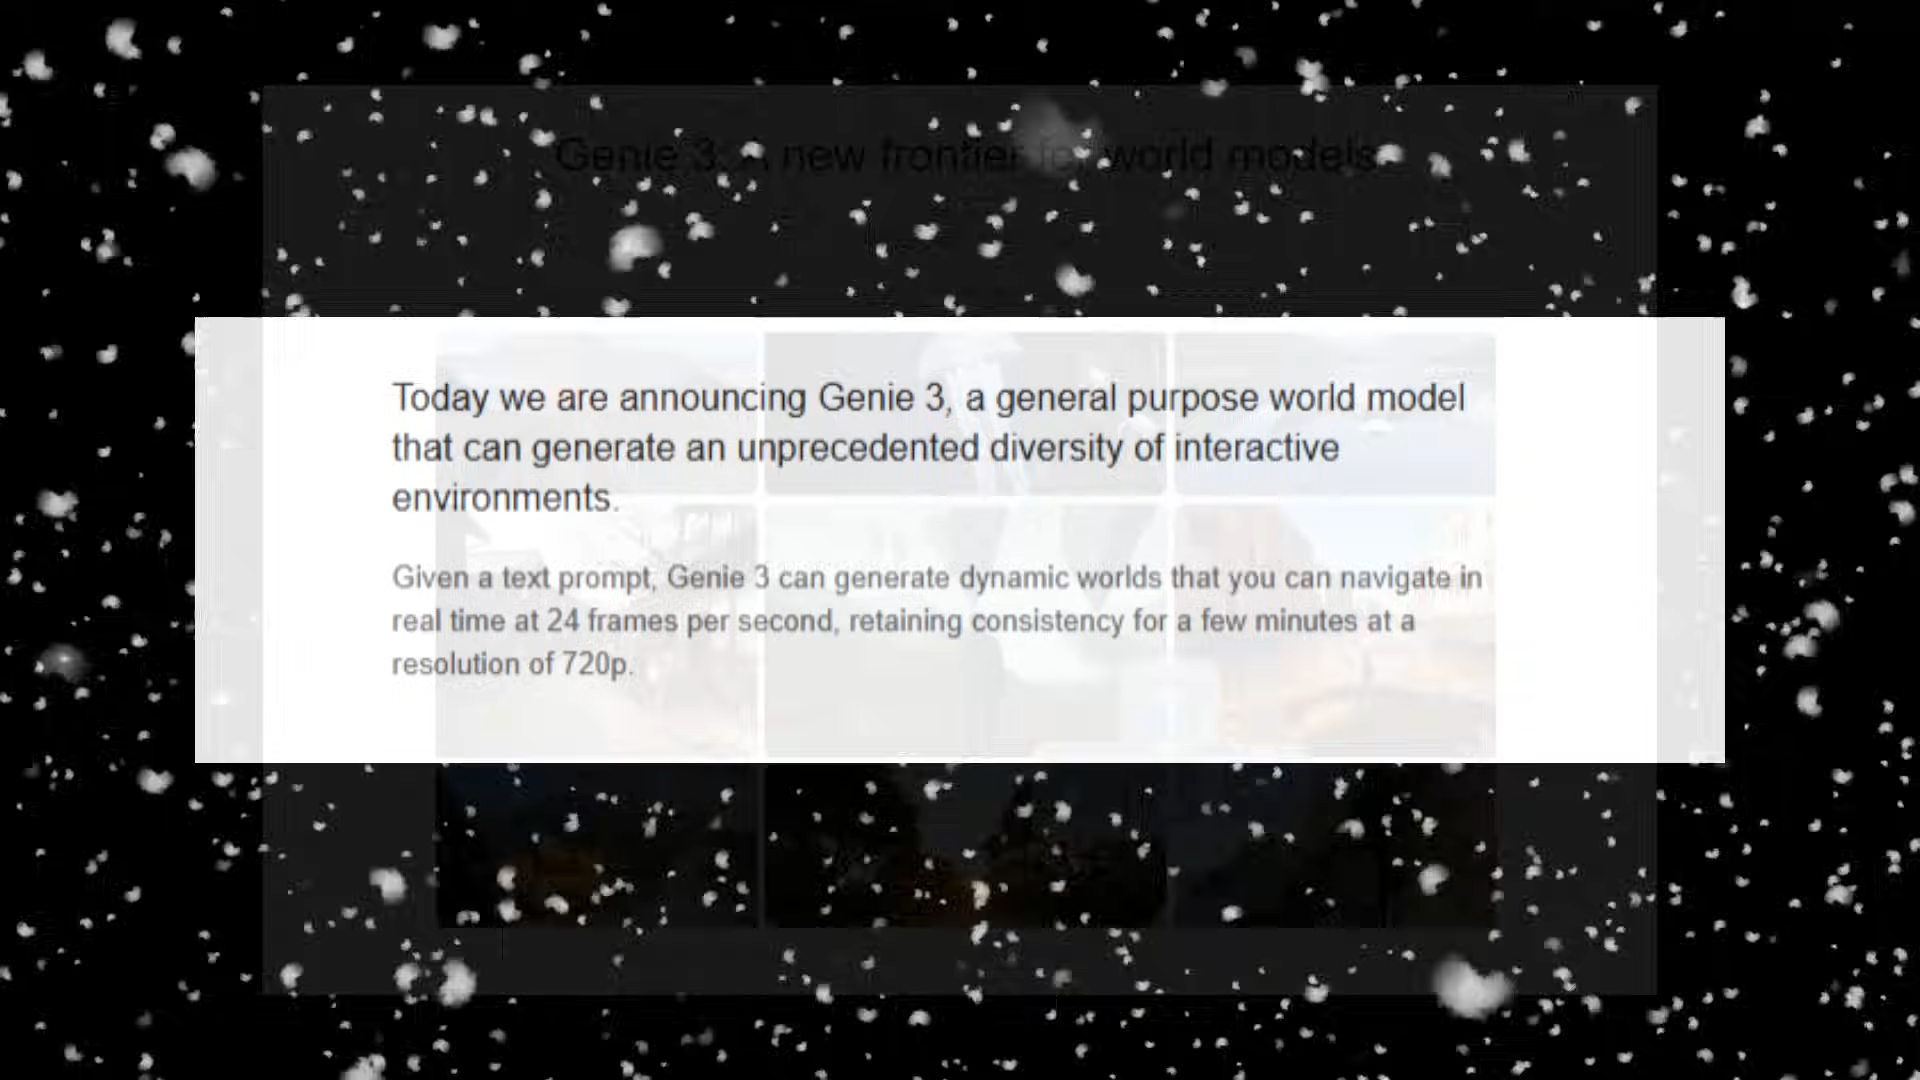 Genie 3: A new frontier for world models
Today we are announcing Genie 3, a general purpose world model
that can generate an unprecedented diversity of interactive
environments.
Given a text prompt, Genie 3 can generate dynamic worlds that you can navigate in
real time at 24 frames per second, retaining consistency for a few minutes at a
resolution of 720p.